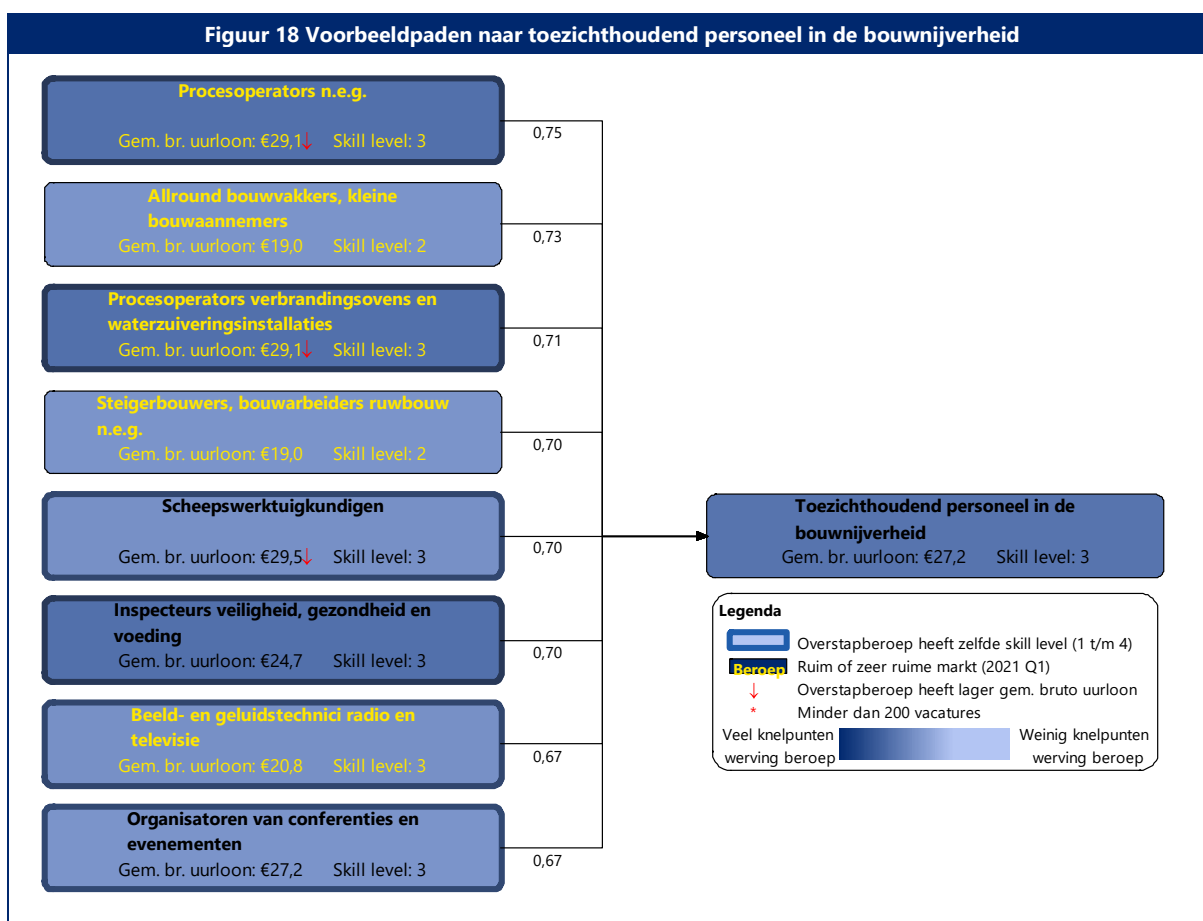 Figuur 18 Voorbeeldpaden naar toezichthoudend personeel in de bouwnijverheid
Procesoperators n.e.g.
Gem. br. uurloon: €29,1↓ Skill level: 3
0,75
Allround bouwvakkers, kleine
bouwaannemers
Gem. br. uurloon: €19,0 Skill level: 2
0,73
Procesoperators verbrandingsovens en
waterzuiveringsinstallaties
Gem. br. uurloon: €29,1↓ Skill level: 3
0,71
Steigerbouwers, bouwarbeiders ruwbouw
n.e.g.
Gem. br. uurloon: €19,0 Skill level: 2
0,70
Scheepswerktuigkundigen
Gem. br. uurloon: €29,5↓ Skill level: 3
0,70
Inspecteurs veiligheid, gezondheid en
voeding
Gem. br. uurloon: €24,7 Skill level: 3
0,70
Beeld- en geluidstechnici radio en
televisie
Gem. br. uurloon: €20,8 Skill level: 3
0,67
Organisatoren van conferenties en
evenementen
Gem. br. uurloon: €27,2 Skill level: 3
0,67
Toezichthoudend personeel in de
bouwnijverheid
Gem. br. uurloon: €27,2 Skill level: 3
Legenda
Overstapberoep heeft zelfde skill level (1 t/m 4)
Beroep Ruim of zeer ruime markt (2021 Q1)
↓ Overstapberoep heeft lager gem. bruto uurloon
* Minder dan 200 vacatures
Veel knelpunten Weinig knelpunten
werving beroep werving beroep